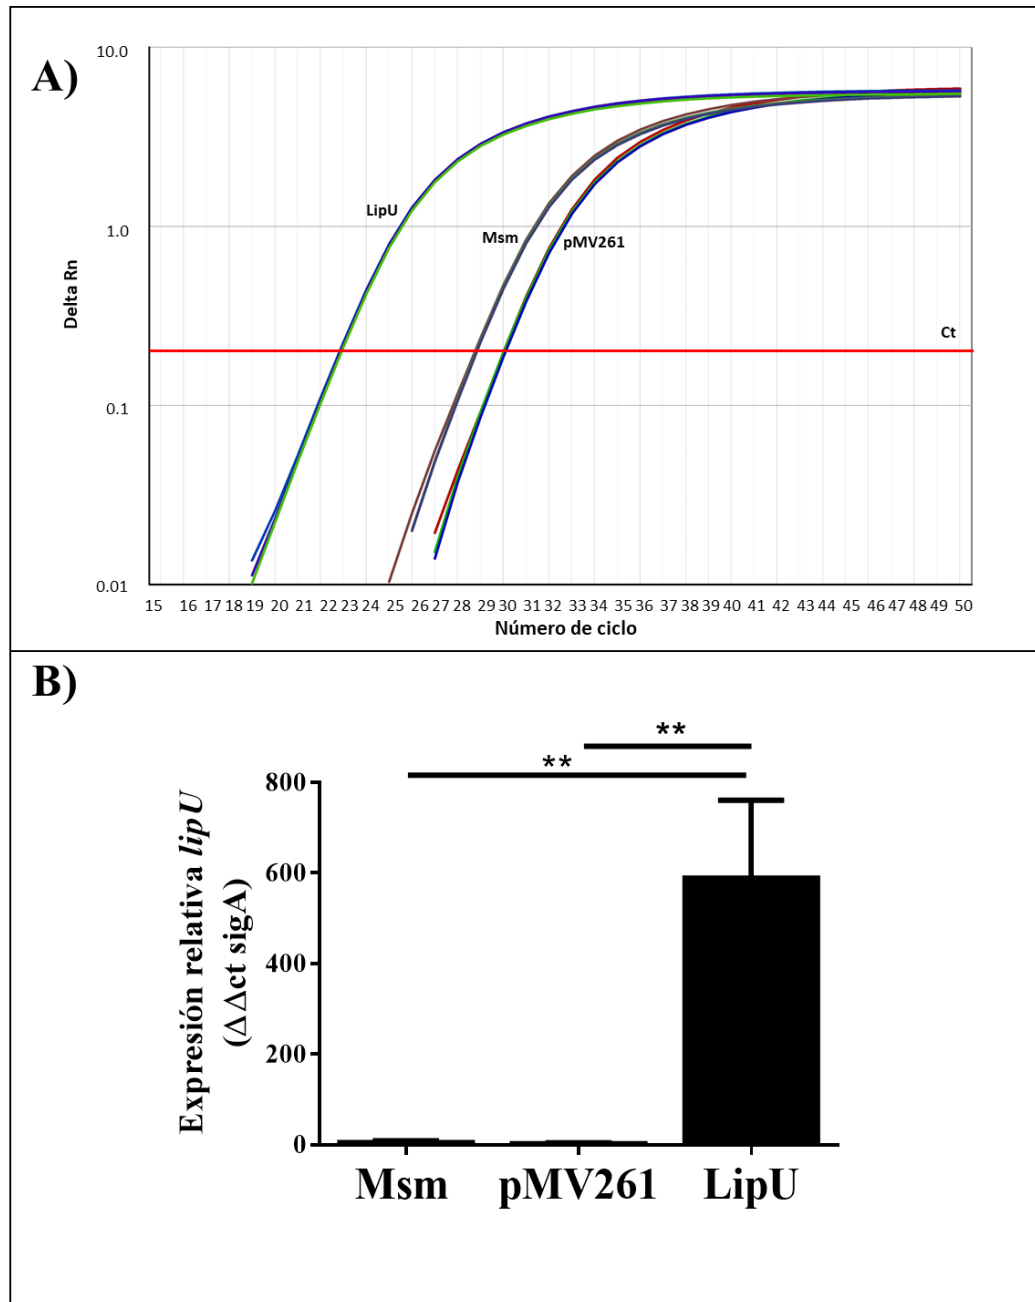 A)
10.0
1.0
0.1
0.01
Delta Rn
LipU
Msm
pMV261
Ct
15 16 17 18 19 20 21 22 23 24 25 26 27 28 29 30 31 32 33 34 35 36 37 38 39 40 41 42 43 44 45 46 47 48 49 50
Número de ciclo
B)
**
**
800
600
400
200
0
Expresión relativa lipU
(ΔΔct sigA)
Msm pMV261 LipU